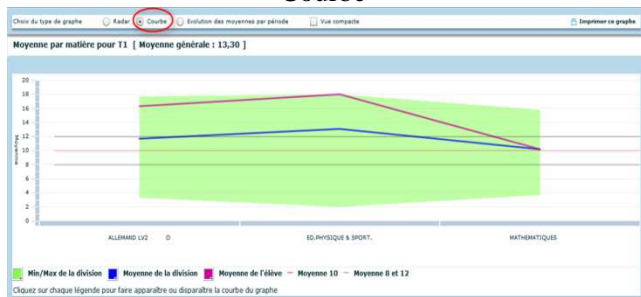 Courbe
Choix du type de graphe Radar Courbe Evolution des moyennes par période Vue compacte Imprimer ce graphe
Moyenne par matière pour T1 [ Moyenne générale : 13,30 ]
20
18
16
14
12
10
8
6
4
2
0
Moyenne
ALLEMAND LV2 0 ED.PHYSIQUE & SPORT. MATHEMATIQUES
Min/Max de la division Moyenne de la division Moyenne de l'élève Moyenne 10 Moyenne 8 et 12
Cliquez sur chaque légende pour faire apparaître ou disparaître la courbe du graphe